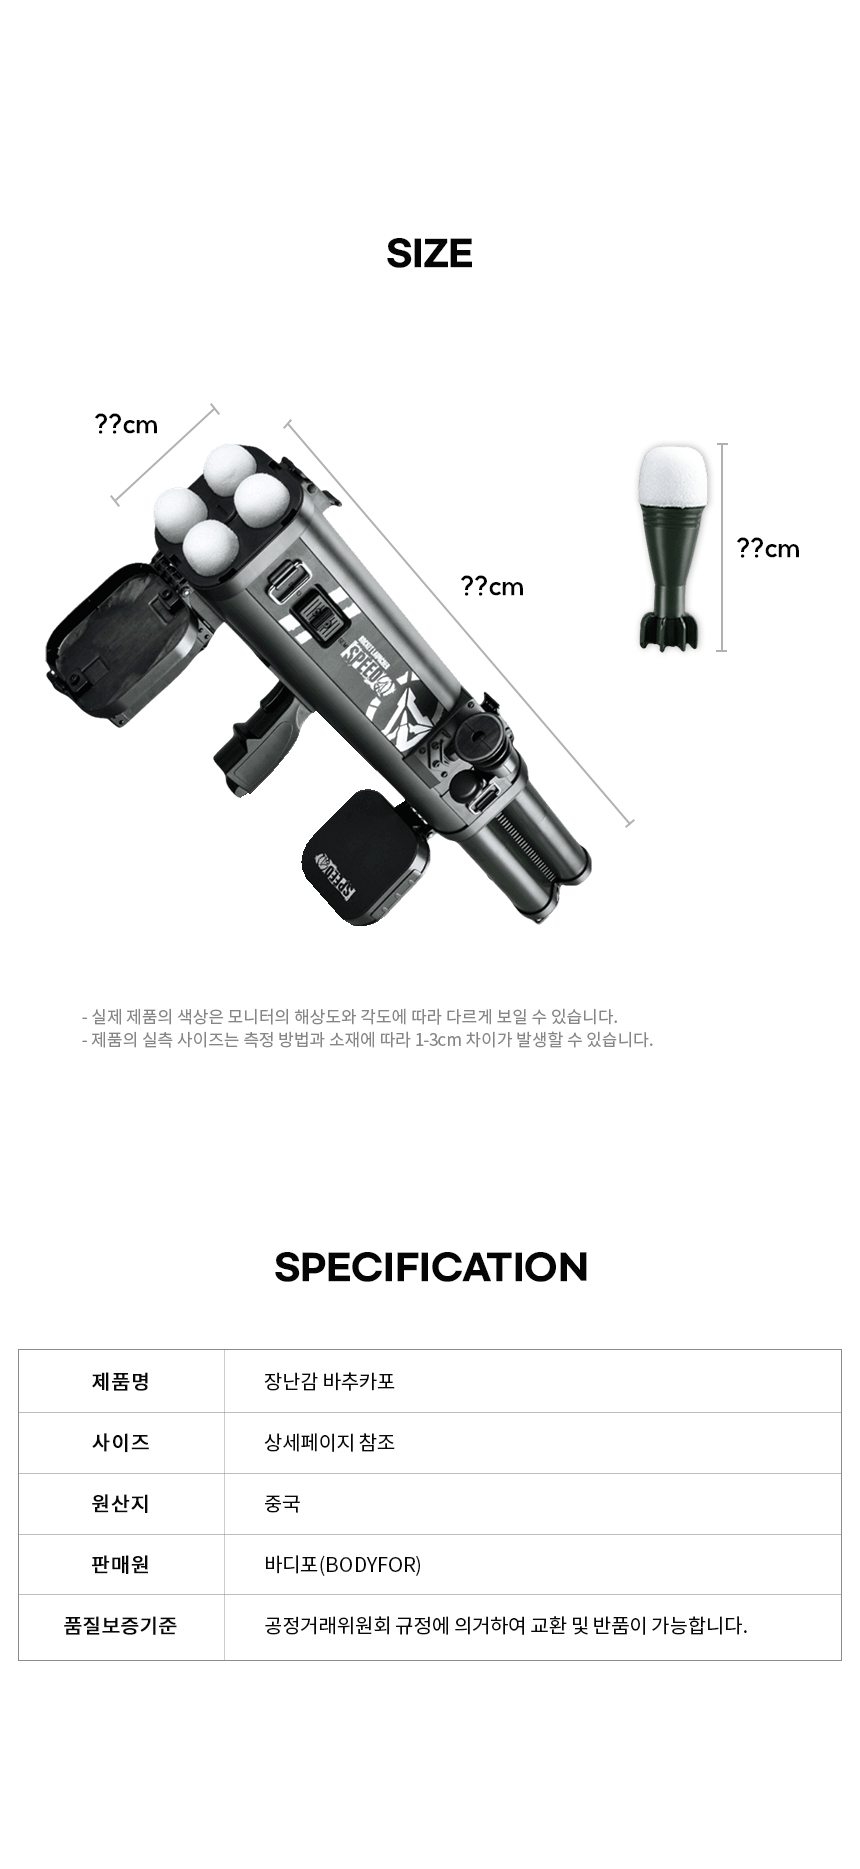 SIZE
??cm
??cm
??cm
ROCKET LAUNCHER
SPEED
SPEED
- 실제 제품의 색상은 모니터의 해상도와 각도에 따라 다르게 보일 수 있습니다.
- 제품의 실측 사이즈는 측정 방법과 소재에 따라 1-3cm 차이가 발생할 수 있습니다.
SPECIFICATION
제품명 장난감 바추카포
사이즈 상세페이지 참조
원산지 중국
판매원 바디포(BODYFOR)
품질보증기준 공정거래위원회 규정에 의거하여 교환 및 반품이 가능합니다.